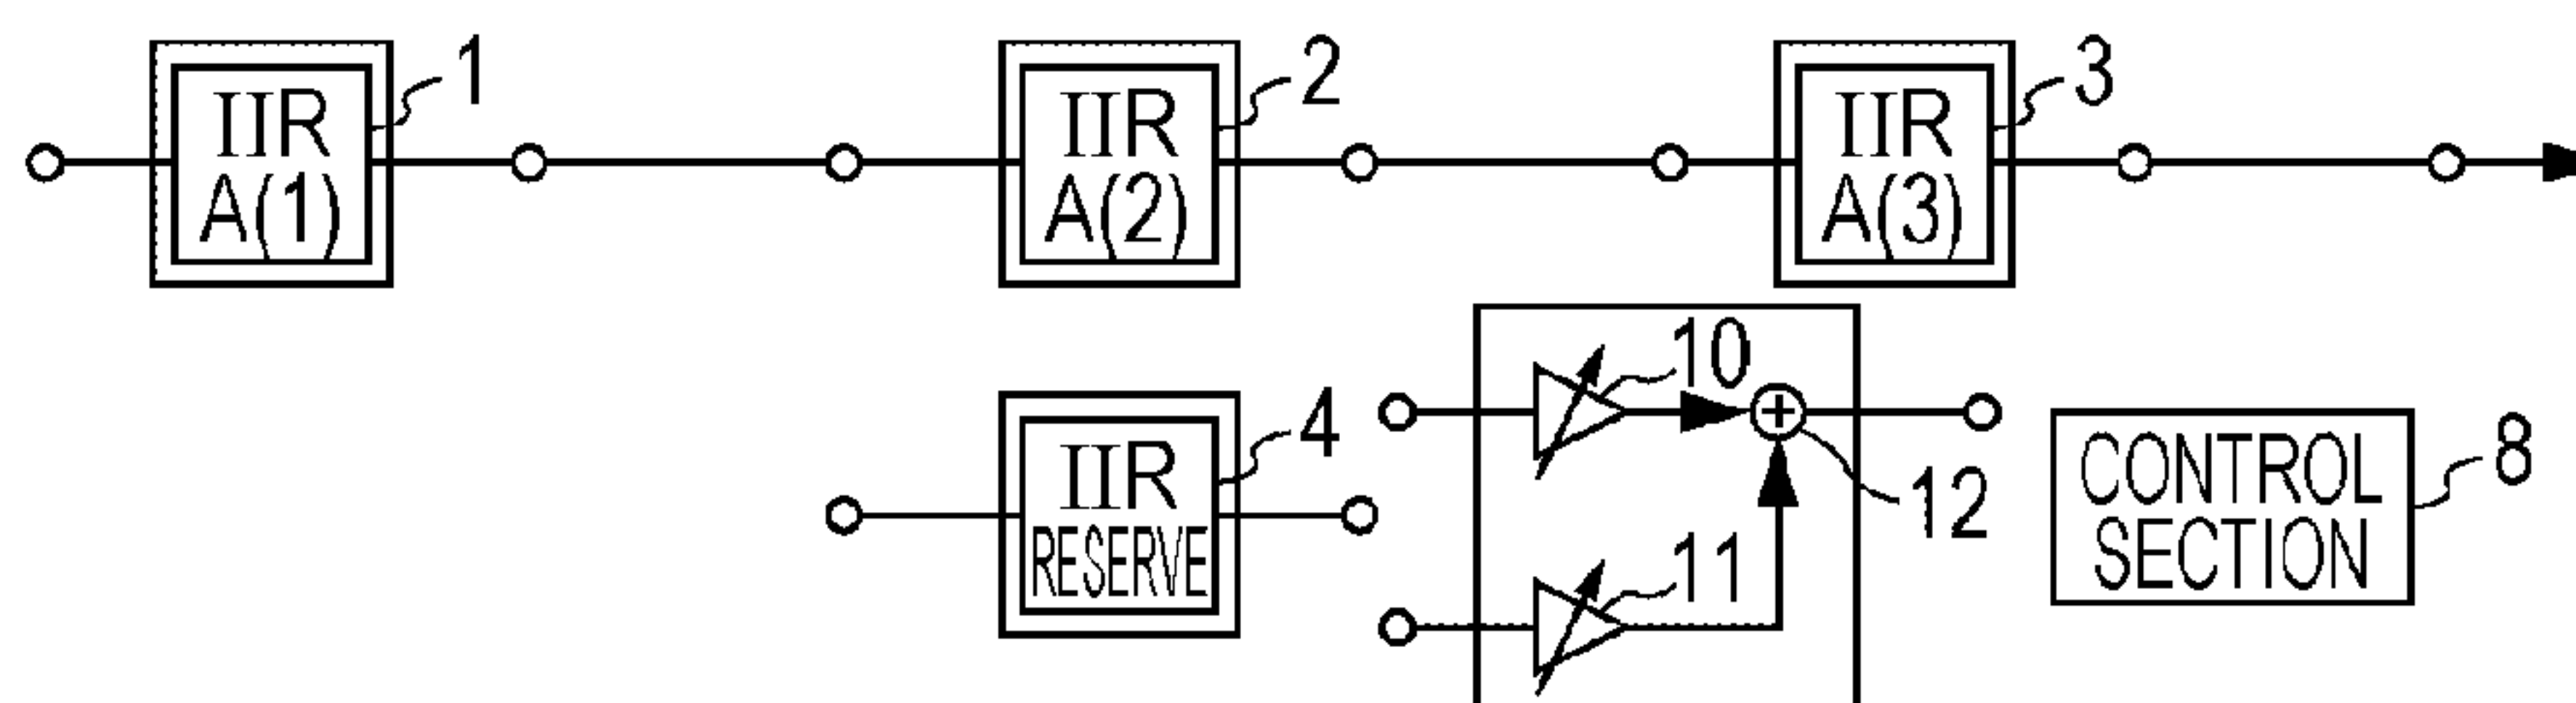 IIR
A(1)
1
IIR
A(2)
2
IIR
A(3)
3
IIR
RESERVE
4
10
11
12
CONTROL
SECTION
8